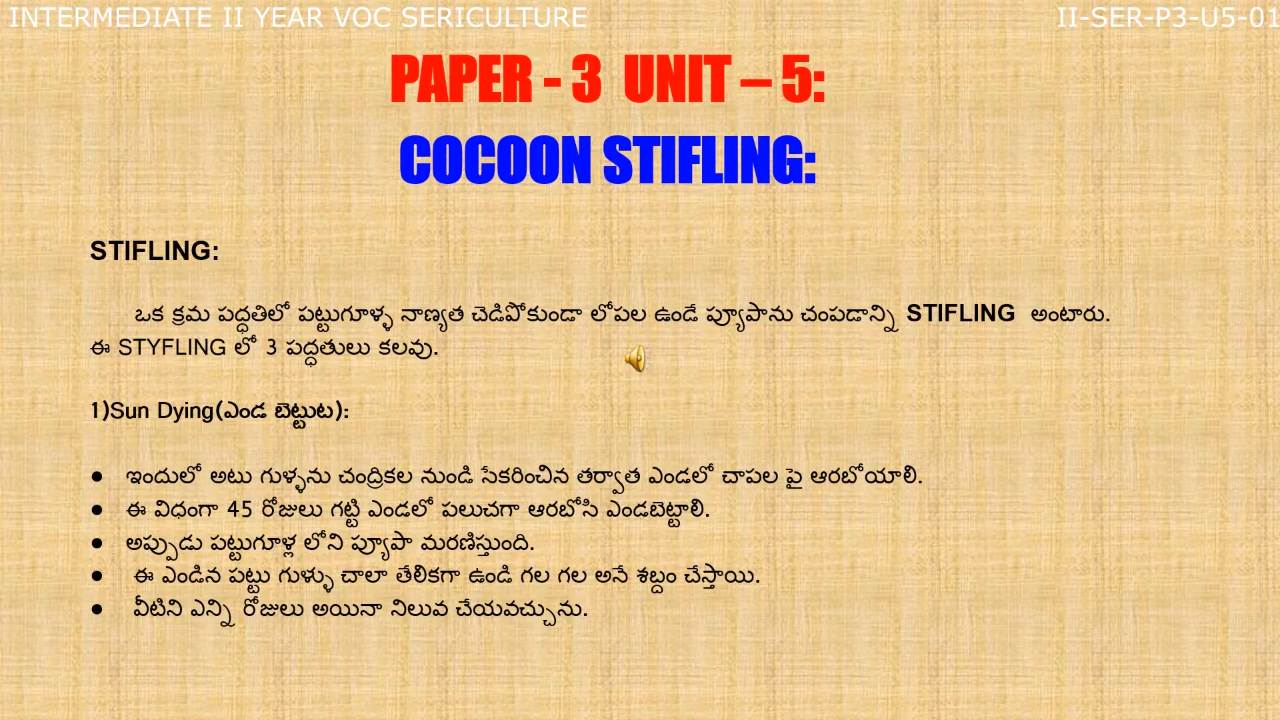 INTERMEDIATE II YEAR VOC SERICULTURE
II-SER-P3-U5-01
PAPER - 3 UNIT – 5:
COCOON STIFLING:
STIFLING:
ఒక క్రమ పద్ధతిలో పట్టుగూళ్ళ నాణ్యత చెడిపోకుండా లోపల ఉండే ప్యూపాను చంపడాన్ని STIFLING అంటారు.
ఈ STYFLING లో 3 పద్ధతులు కలవు.
1)Sun Dying(ఎండ బెట్టుట):
● ఇందులో అటు గుళ్ళను చంద్రికల నుండి సేకరించిన తర్వాత ఎండలో చాపల పై ఆరబోయాలి.
● ఈ విధంగా 45 రోజులు గట్టి ఎండలో పలుచగా ఆరబోసి ఎండబెట్టాలి.
● అప్పుడు పట్టుగూళ్ల లోని ప్యూపా మరణిస్తుంది.
● ఈ ఎండిన పట్టు గుళ్ళు చాలా తేలికగా ఉండి గల గల అనే శబ్దం చేస్తాయి.
● వీటిని ఎన్ని రోజులు అయినా నిలువ చేయవచ్చును.